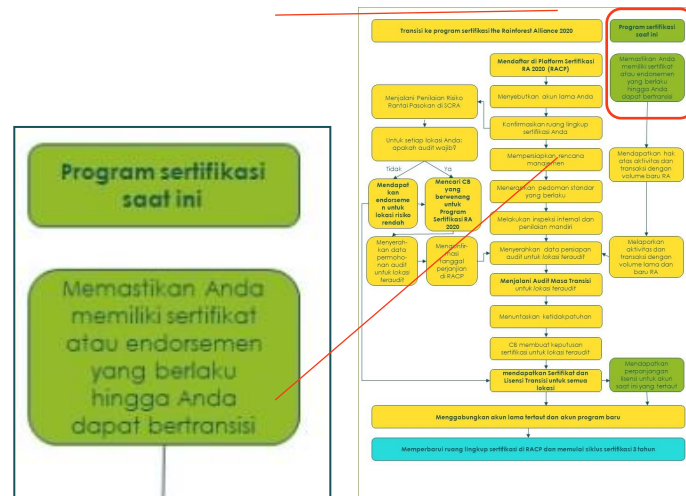 Program sertifikasi
saat ini
Memastikan Anda
memiliki sertifikat
atau endorsemen
yang berlaku
hingga Anda
dapat bertransisi
Transisi ke program sertifikasi the Rainforest Alliance 2020
Program sertifikasi
saat ini
Mendaftar di Platform Sertifikasi
RA 2020 (RACP)
Memastikan Anda
memiliki sertifikat
atau endorsemen
yang berlaku
hingga Anda
dapat bertransisi
Menjalani Penilaian Risiko
Rantai Pasokan di SCRA
Menyebutkan akun lama Anda
Konfirmasikan ruang lingkup
sertifikasi Anda
Untuk setiap lokasi Anda:
apakah audit wajib?
Mempersiapkan rencana
manajemen
Mendapatkan hak
atas aktivitas dan
transaksi dengan
volume baru RA
Tidak
Ya
Mendapat
kan
endorseme
n untuk
lokasi risiko
rendah
Mencari CB
yang
berwenang
untuk
Program
Sertifikasi RA
2020
Menerapkan pedoman standar
yang berlaku
Melakukan inspeksi internal dan
penilaian mandiri
Menyerah-
kan data
permoho-
nan audit
untuk lokasi
teraudit
Mengonfir-
masi
tanggal
perjanjian
di RACP
Menyerahkan data persiapan
audit untuk lokasi teraudit
Melaporkan
aktivitas dan
transaksi dengan
volume lama dan
baru RA
Menjalani Audit Masa Transisi
untuk lokasi teraudit
Menuntaskan ketidakpatuhan
CB membuat keputusan
sertifikasi untuk lokasi teraudit
mendapatkan Sertifikat dan
Lisensi Transisi untuk semua
lokasi
Mendapatkan
perpanjangan
lisensi untuk akun
saat ini yang tertaut
Menggabungkan akun lama tertaut dan akun program baru
Memperbarui ruang lingkup sertifikasi di RACP dan memulai siklus sertifikasi 3 tahun